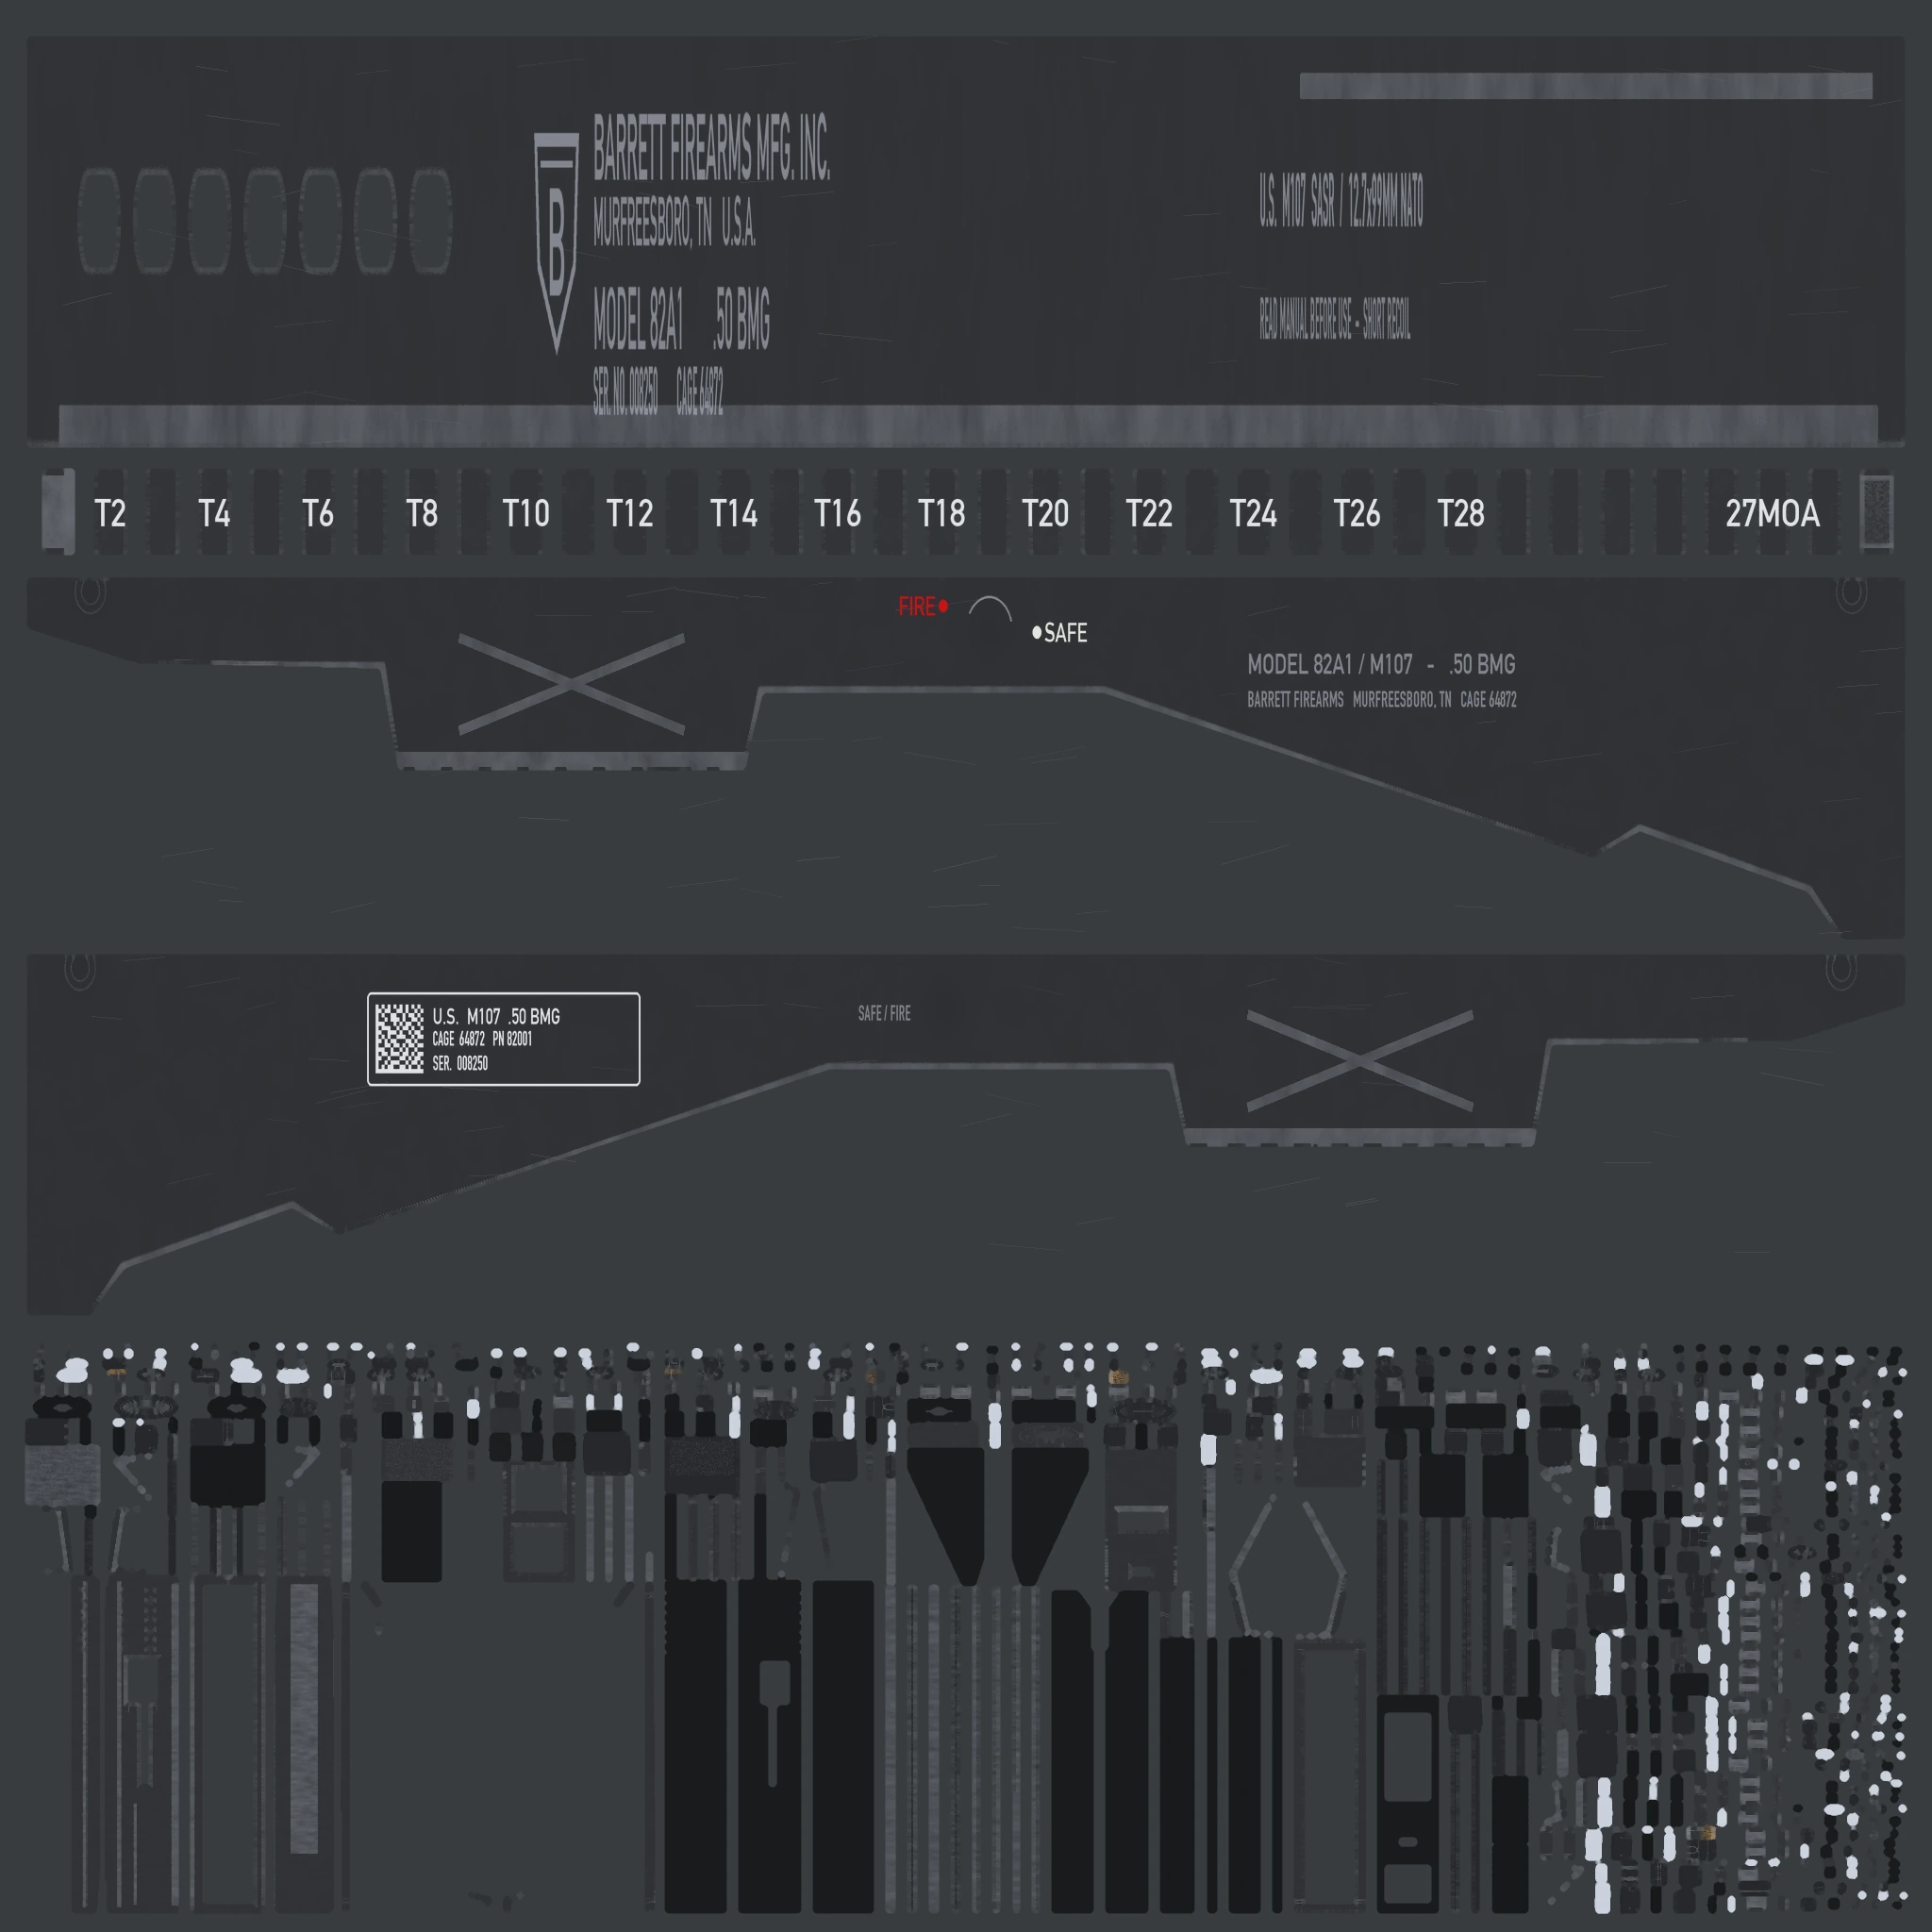 BARRETT FIREARMS MFG. INC.
MURFREESBORO, TN U.S.A.
B
MODEL 82A1 .50 BMG
SER. NO. 008250 CAGE 64872
U.S. M107 SASR / 12.7x99MM NATO
READ MANUAL BEFORE USE - SHORT RECOIL
T2 T4 T6 T8 T10 T12 T14 T16 T18 T20 T22 T24 T26 T28 27MOA
FIRE
SAFE
MODEL 82A1 / M107 - .50 BMG
BARRETT FIREARMS MURFREESBORO, TN CAGE 64872
U.S. M107 .50 BMG
CAGE 64872 PN 82001
SER. 008250
SAFE / FIRE